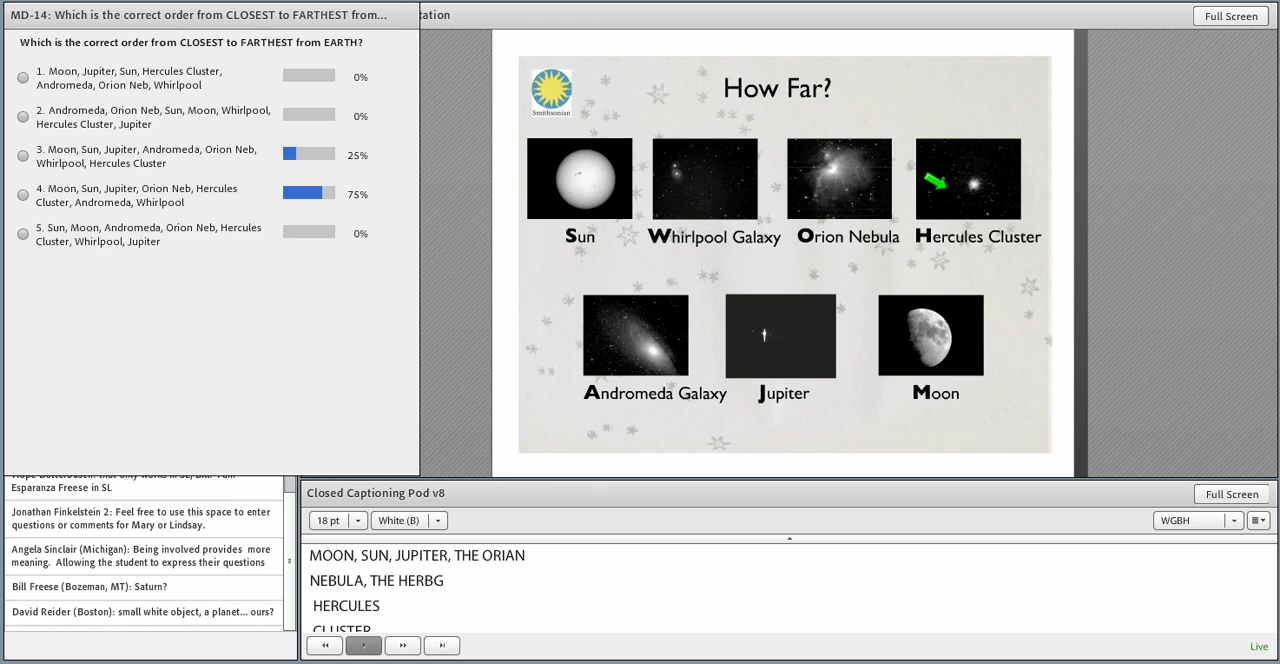 MD-14: Which is the correct order from CLOSEST to FARTHEST from...
tation
Full Screen
Which is the correct order from CLOSEST to FARTHEST from EARTH?
1. Moon, Jupiter, Sun, Hercules Cluster,
Andromeda, Orion Neb, Whirlpool
0%
2. Andromeda, Orion Neb, Sun, Moon, Whirlpool,
Hercules Cluster, Jupiter
0%
3. Moon, Sun, Jupiter, Andromeda, Orion Neb,
Whirlpool, Hercules Cluster
25%
4. Moon, Sun, Jupiter, Orion Neb, Hercules
Cluster, Andromeda, Whirlpool
75%
5. Sun, Moon, Andromeda, Orion Neb, Hercules
Cluster, Whirlpool, Jupiter
0%
Smithsonian
How Far?
Sun
Whirlpool Galaxy
Orion Nebula
Hercules Cluster
Andromeda Galaxy
Jupiter
Moon
Esparanza Freese in SL
Jonathan Finkelstein 2: Feel free to use this space to enter
questions or comments for Mary or Lindsay.
Angela Sinclair (Michigan): Being involved provides more
meaning. Allowing the student to express their questions
Bill Freese (Bozeman, MT): Saturn?
David Reider (Boston): small white object, a planet... ours?
Closed Captioning Pod v8
Full Screen
18 pt
White (B)
WGBH
MOON, SUN, JUPITER, THE ORIAN
NEBULA, THE HERBG
HERCULES
CLUSTER
Live